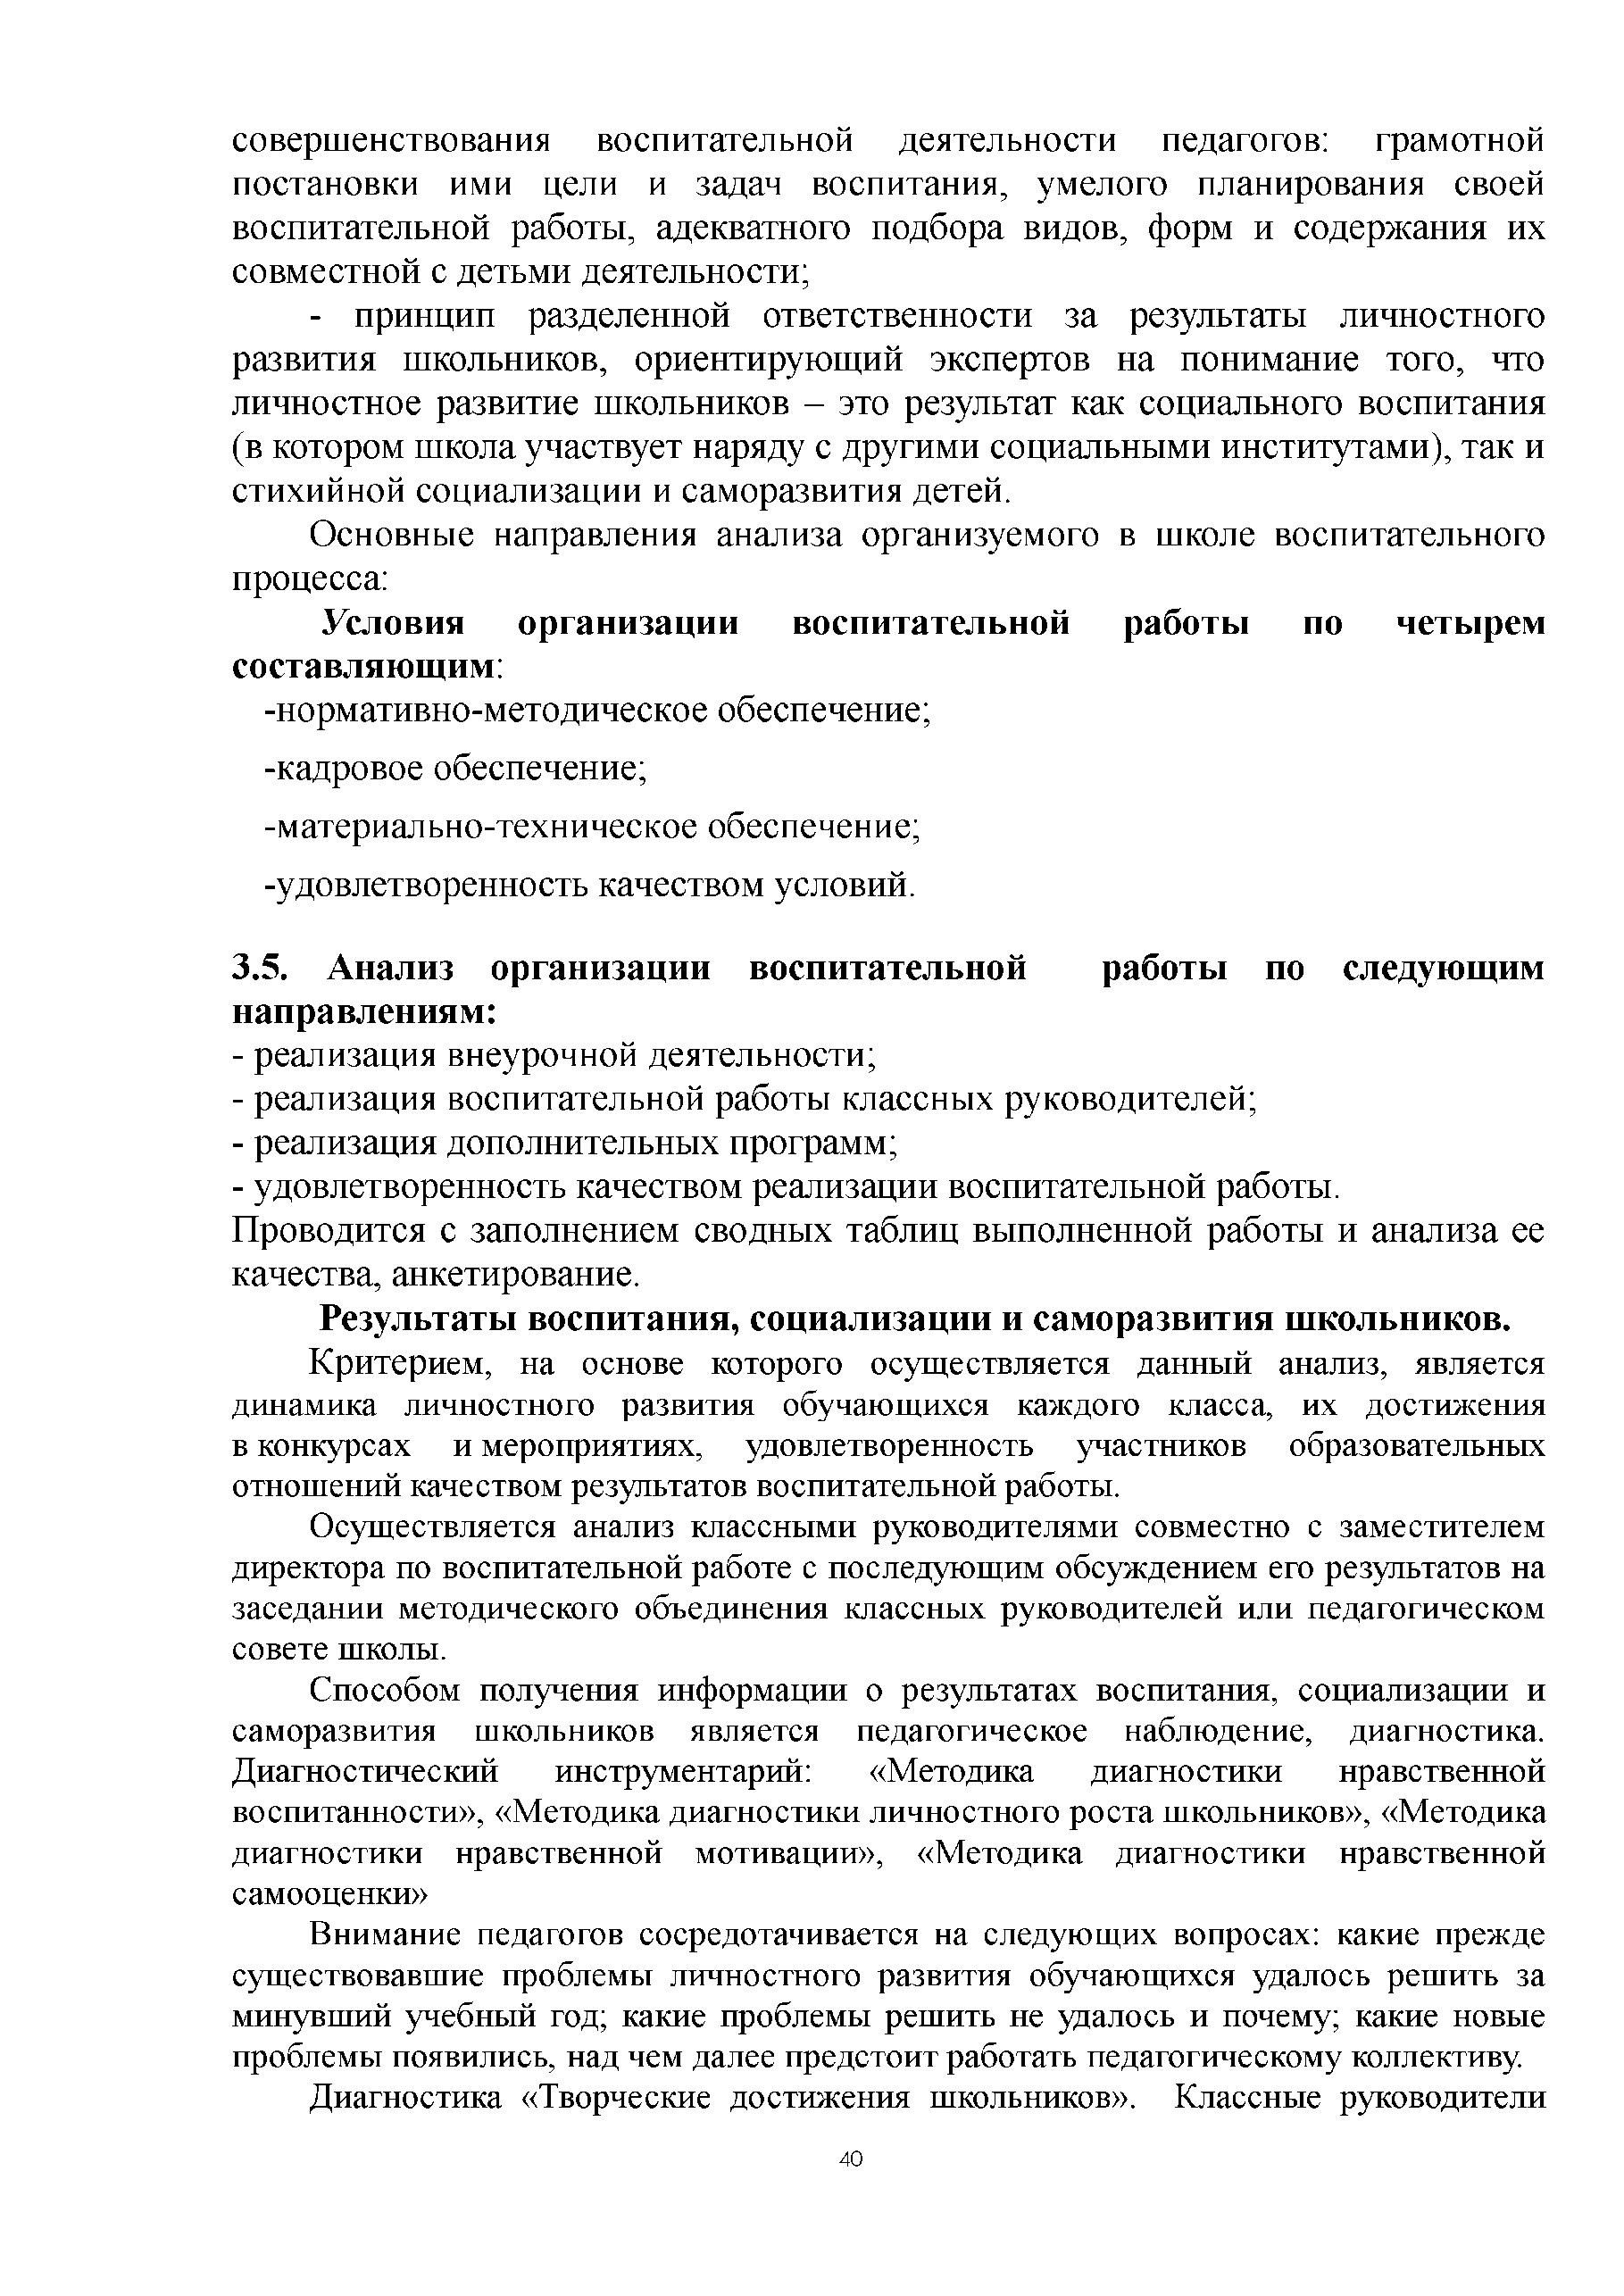 совершенствования воспитательной деятельности педагогов: грамотной
постановки ими цели и задач воспитания, умелого планирования своей
воспитательной работы, адекватного подбора видов, форм и содержания их
совместной с детьми деятельности;
- принцип разделенной ответственности за результаты личностного
развития школьников, ориентирующий экспертов на понимание того, что
личностное развитие школьников – это результат как социального воспитания
(в котором школа участвует наряду с другими социальными институтами), так и
стихийной социализации и саморазвития детей.
Основные направления анализа организуемого в школе воспитательного
процесса:
Условия организации воспитательной работы по четырем
составляющим:
-нормативно-методическое обеспечение;
-кадровое обеспечение;
-материально-техническое обеспечение;
-удовлетворенность качеством условий.
3.5. Анализ организации воспитательной работы по следующим
направлениям:
- реализация внеурочной деятельности;
- реализация воспитательной работы классных руководителей;
- реализация дополнительных программ;
- удовлетворенность качеством реализации воспитательной работы.
Проводится с заполнением сводных таблиц выполненной работы и анализа ее
качества, анкетирование.
Результаты воспитания, социализации и саморазвития школьников.
Критерием, на основе которого осуществляется данный анализ, является
динамика личностного развития обучающихся каждого класса, их достижения
в конкурсах и мероприятиях, удовлетворенность участников образовательных
отношений качеством результатов воспитательной работы.
Осуществляется анализ классными руководителями совместно с заместителем
директора по воспитательной работе с последующим обсуждением его результатов на
заседании методического объединения классных руководителей или педагогическом
совете школы.
Способом получения информации о результатах воспитания, социализации и
саморазвития школьников является педагогическое наблюдение, диагностика.
Диагностический инструментарий: «Методика диагностики нравственной
воспитанности», «Методика диагностики личностного роста школьников», «Методика
диагностики нравственной мотивации», «Методика диагностики нравственной
самооценки»
Внимание педагогов сосредотачивается на следующих вопросах: какие прежде
существовавшие проблемы личностного развития обучающихся удалось решить за
минувший учебный год; какие проблемы решить не удалось и почему; какие новые
проблемы появились, над чем далее предстоит работать педагогическому коллективу.
Диагностика «Творческие достижения школьников». Классные руководители
40